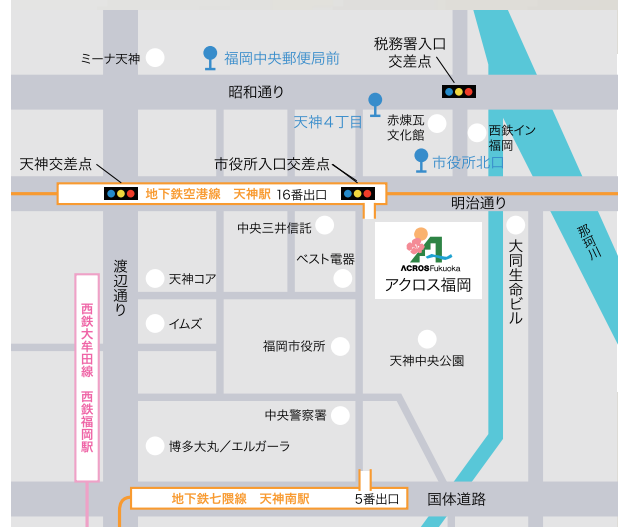 ミーナ天神
福岡中央郵便局前
税務署入口
交差点
昭和通り
天神4丁目
赤煉瓦
文化館
西鉄イン
福岡
天神交差点
市役所入口交差点
市役所北口
地下鉄空港線 天神駅 16番出口
明治通り
中央三井信託
ACROS Fukuoka
アクロス福岡
大同生命ビル
那珂川
渡辺通り
ベスト電器
天神コア
西鉄大牟田線 西鉄福岡駅
イムズ
福岡市役所
天神中央公園
中央警察署
博多大丸／エルガーラ
地下鉄七隈線 天神南駅 5番出口
国体道路